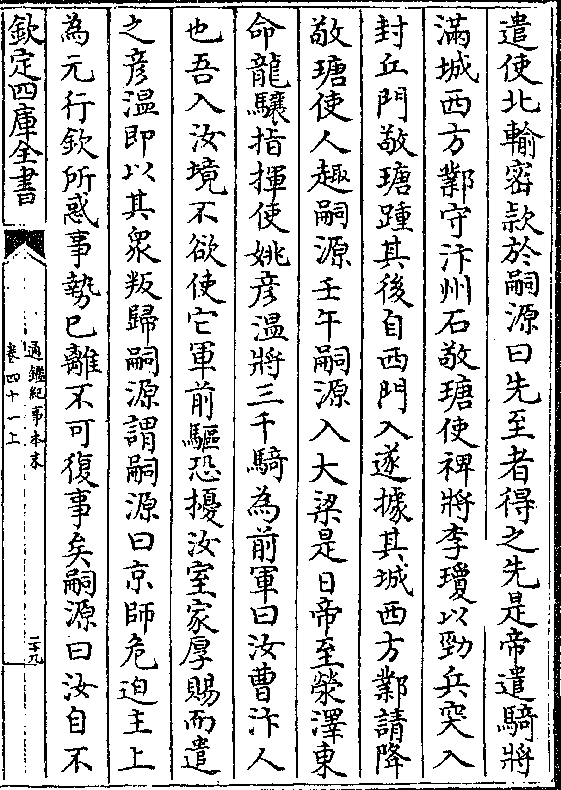 遣使北輸密款於嗣源曰先至者得之先是帝遣騎將
滿城西方鄴守汴州石敬瑭使裨將李瓊以勁兵突入
封丘門敬瑭踵其後自西門入遂據其城西方鄴請降
敬瑭使人趣嗣源壬午嗣源入大梁是日帝至滎澤東
命龍驤指揮使姚彦温將三千騎為前軍曰汝曹汴人
也吾入汝境不欲使它軍前驅恐擾汝室家厚賜而遣
之彦温即以其衆叛歸嗣源謂嗣源曰京師危迫主上
為元行欽所惑事勢已離不可復事矣嗣源曰汝自不
欽定四庫全書
通鑑紀事本末
卷四十一上
二十九